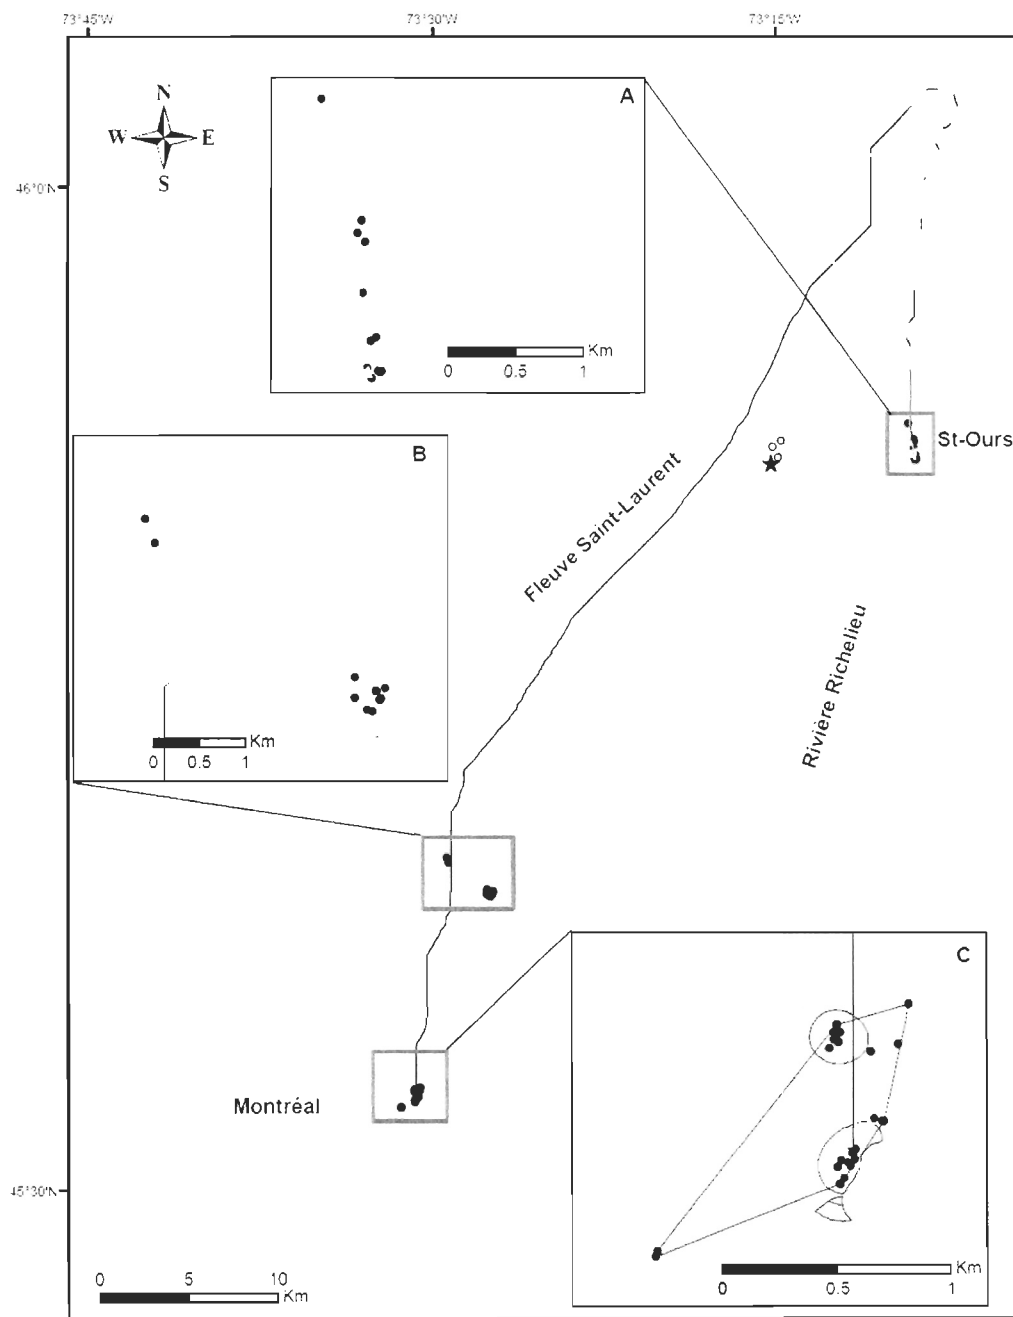 73°45'W
73°30'W
73°15'W
46°0'N
45°30'N
N
W E
S
A
Km
0 0.5 1
B
Km
0 0.5 1
St-Ours
Fleuve Saint-Laurent
Rivière Richelieu
Montréal
C
Km
0 0.5 1
0 5 10
Km